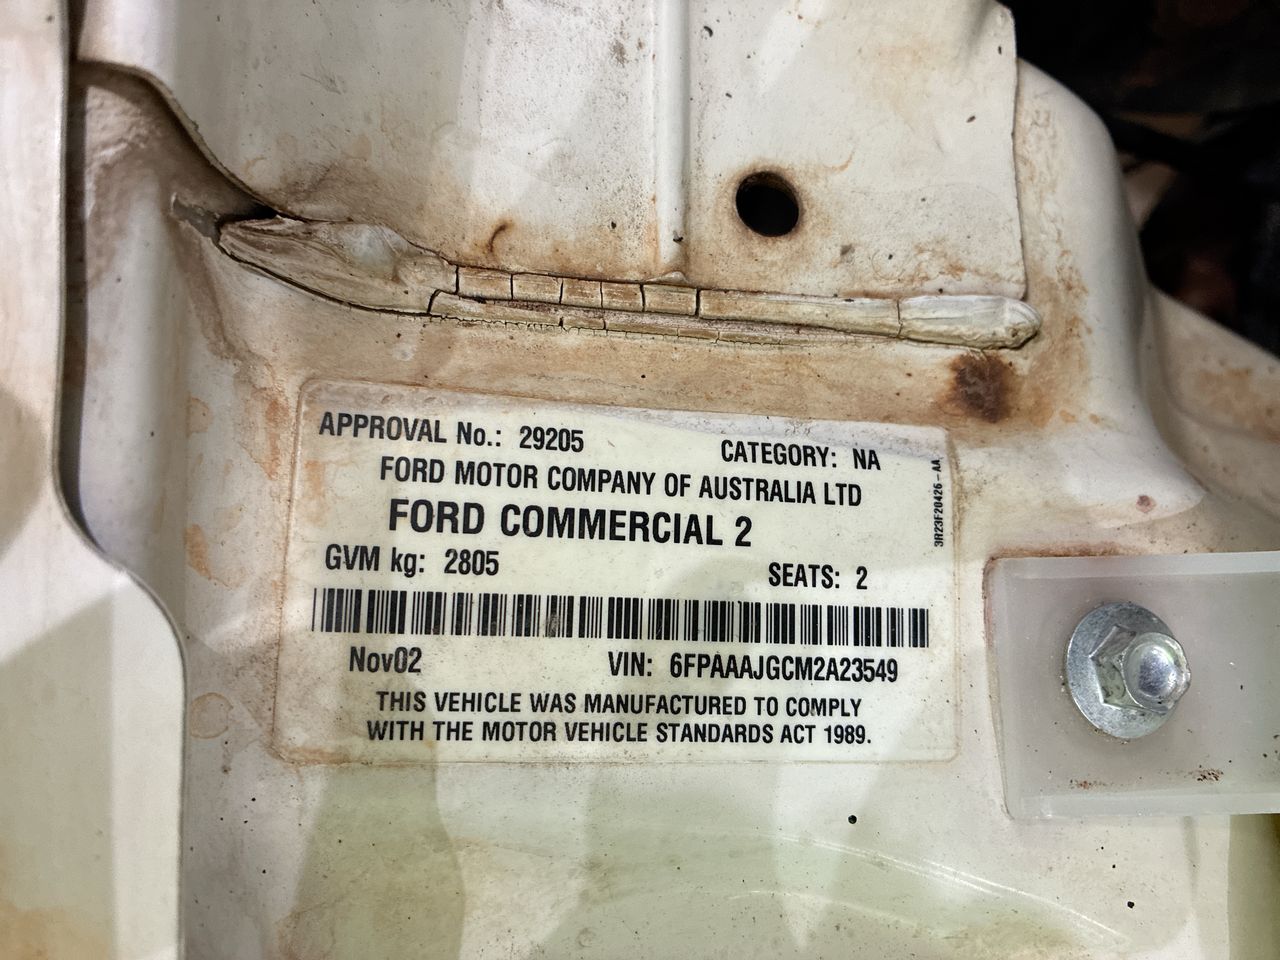 APPROVAL No.: 29205 CATEGORY: NA
FORD MOTOR COMPANY OF AUSTRALIA LTD
FORD COMMERCIAL 2
GVM kg: 2805 SEATS: 2
Nov02 VIN: 6FPAAAJGCM2A23549
THIS VEHICLE WAS MANUFACTURED TO COMPLY
WITH THE MOTOR VEHICLE STANDARDS ACT 1989.
3R23F20426-AA